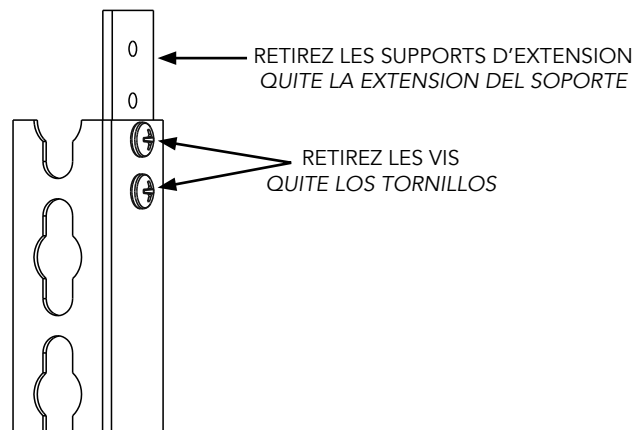 RETIREZ LES SUPPORTS D’EXTENSION
QUITE LA EXTENSION DEL SOPORTE
RETIREZ LES VIS
QUITE LOS TORNILLOS